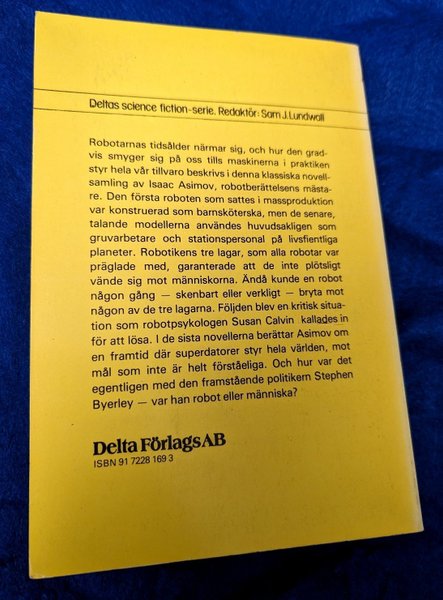 Deltas science fiction-serie. Redaktör: Sam J. Lundwall
Robotarnas tidsålder närmar sig, och hur den grad-
vis smyger sig på oss tills maskinerna i praktiken
styr hela vår tillvaro beskrivs i denna klassiska novell-
samling av Isaac Asimov, robotberättelsens mästa-
re. Den första roboten som sattes i massproduktion
var konstruerad som barnsköterska, men de senare,
talande modellerna användes huvudsakligen som
gruvarbetare och stationspersonal på livsfientliga
planeter. Robotikens tre lagar, som alla robotar var
präglade med, garanterade att de inte plötsligt
vände sig mot människorna. Ändå kunde en robot
någon gång — skenbart eller verkligt — bryta mot
någon av de tre lagarna. Följden blev en kritisk situa-
tion som robotpsykologen Susan Calvin kallades in
för att lösa. I de sista novellerna berättar Asimov om
en framtid där superdatorer styr hela världen, mot
mål som inte är helt förståeliga. Och hur var det
egentligen med den framstående politikern Stephen
Byerley — var han robot eller människa?
Delta Förlags AB
ISBN 91 7228 169 3